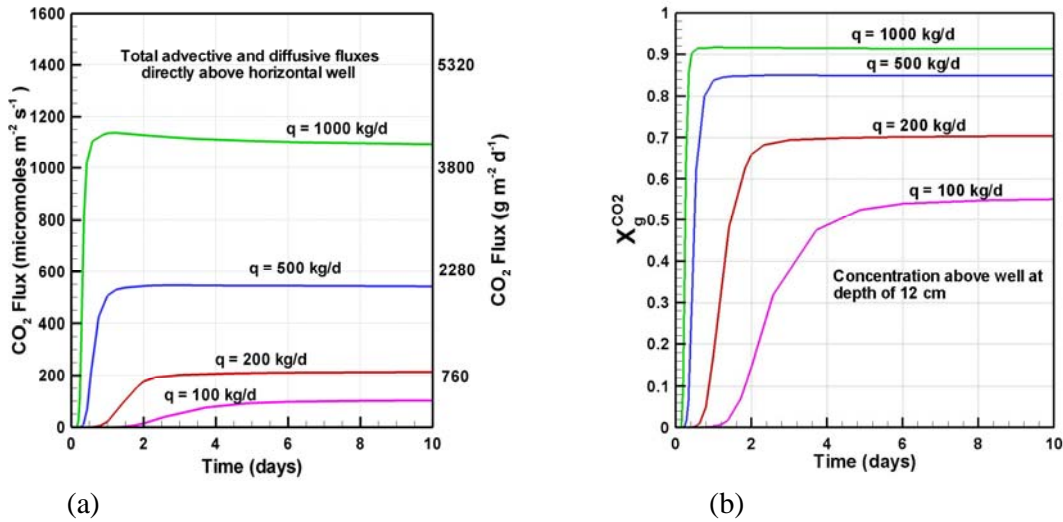 1600
1400
1200
1000
800
600
400
200
0
CO2 Flux (micromoles m-2 s-1)
Total advective and diffusive fluxes
directly above horizontal well
q = 1000 kg/d
q = 500 kg/d
q = 200 kg/d
q = 100 kg/d
5320
3800
2280
760
CO2 Flux (g m-2 d-1)
0 2 4 6 8 10
Time (days)
(a)
1
0.9
0.8
0.7
0.6
0.5
0.4
0.3
0.2
0.1
0
XgCO2
q = 1000 kg/d
q = 500 kg/d
q = 200 kg/d
q = 100 kg/d
Concentration above well at
depth of 12 cm
0 2 4 6 8 10
Time (days)
(b)